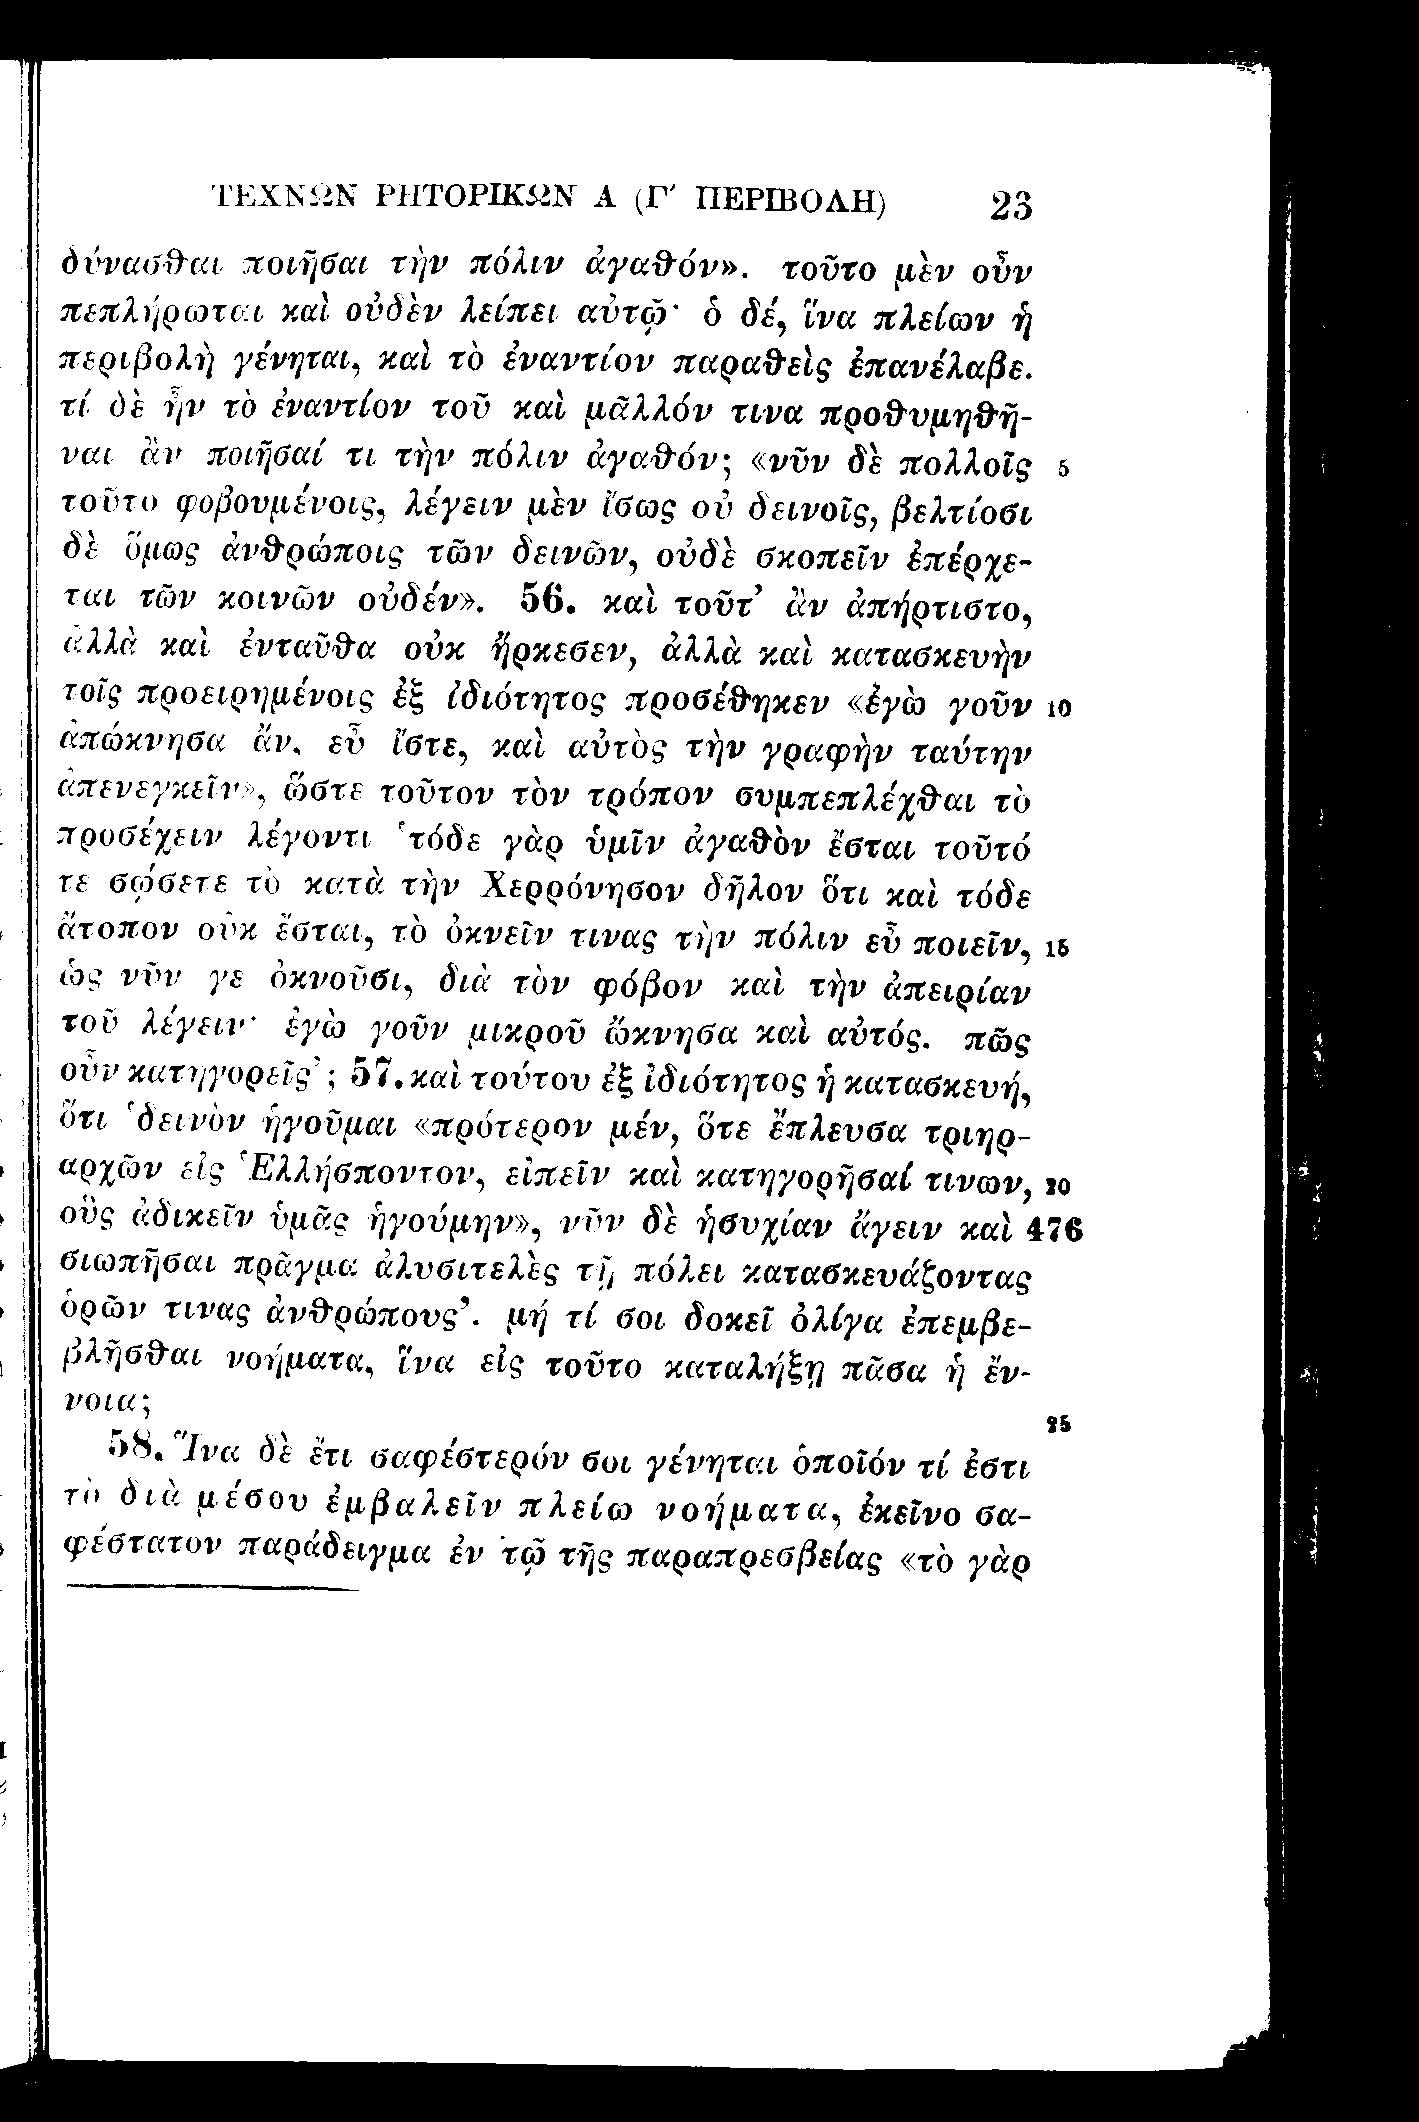 ΤΕΧΝΩΝ ΡΗΤΟΡΙΚΩΝ Α (Γ′ ΠΕΡΙΒΟΛΗ) 23
δύνασθαι ποιῆσαι τὴν πόλιν ἀγαθόν». τοῦτο μὲν οὖν
πεπλήρωται καὶ οὐδὲν λείπει αὐτῷ· ὁ δέ, ἵνα πλείων ἡ
περιβολὴ γένηται, καὶ τὸ ἐναντίον παραθεὶς ἐπανέλαβε.
τί δὲ ἦν τὸ ἐναντίον τοῦ καὶ μᾶλλόν τινα προθυμηθῆ-
ναι ἂν ποιῆσαί τι τὴν πόλιν ἀγαθόν; «νῦν δὲ πολλοῖς 5
τοῦτο φοβουμένοις, λέγειν μὲν ἴσως οὐ δεινοῖς, βελτίοσι
δὲ ὅμως ἀνθρώποις τῶν δεινῶν, οὐδὲ σκοπεῖν ἐπέρχε-
ται τῶν κοινῶν οὐδέν». 56. καὶ τοῦτ’ ἂν ἀπήρτιστο,
ἀλλὰ καὶ ἐνταῦθα οὐκ ἤρκεσεν, ἀλλὰ καὶ κατασκευὴν
τοῖς προειρημένοις ἐξ ἰδιότητος προσέθηκεν «ἐγὼ γοῦν 10
ἀπώκνησα ἄν, εὖ ἴστε, καὶ αὐτὸς τὴν γραφὴν ταύτην
ἀπενεγκεῖν», ὥστε τοῦτον τὸν τρόπον συμπεπλέχθαι τὸ
προσέχειν λέγοντι ‘τόδε γὰρ ὑμῖν ἀγαθὸν ἔσται τοῦτό
τε σῴσετε τὸ κατὰ τὴν Χερρόνησον δῆλον ὅτι καὶ τόδε
ἄτοπον οὐκ ἔσται, τὸ ὀκνεῖν τινας τὴν πόλιν εὖ ποιεῖν, 15
ὡς νῦν γε ὀκνοῦσι, διὰ τὸν φόβον καὶ τὴν ἀπειρίαν
τοῦ λέγειν· ἐγὼ γοῦν μικροῦ ὤκνησα καὶ αὐτός. πῶς
οὖν κατηγορεῖς’; 57. καὶ τούτου ἐξ ἰδιότητος ἡ κατασκευή,
ὅτι ‘δεινὸν ἡγοῦμαι «πρότερον μέν, ὅτε ἔπλευσα τριηρ-
αρχῶν εἰς Ἑλλήσποντον, εἰπεῖν καὶ κατηγορῆσαί τινων, 20
οὓς ἀδικεῖν ὑμᾶς ἡγούμην», νῦν δὲ ἡσυχίαν ἄγειν καὶ 476
σιωπῆσαι πρᾶγμα ἀλυσιτελὲς τῇ πόλει κατασκευάζοντας
ὁρῶν τινας ἀνθρώπους’. μή τί σοι δοκεῖ ὀλίγα ἐπεμβε-
βλῆσθαι νοήματα, ἵνα εἰς τοῦτο καταλήξῃ πᾶσα ἡ ἔν-
νοια; 25
58. Ἵνα δὲ ἔτι σαφέστερόν σοι γένηται ὁποῖόν τί ἐστι
τὸ διὰ μέσου ἐμβαλεῖν πλείω νοήματα, ἐκεῖνο σα-
φέστατον παράδειγμα ἐν τῷ τῆς παραπρεσβείας «τὸ γὰρ